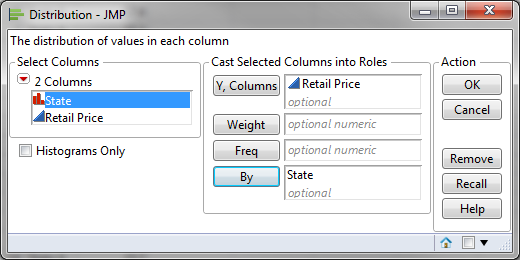 Distribution - JMP
The distribution of values in each column
Select Columns
2 Columns
State
Retail Price
Histograms Only
Cast Selected Columns into Roles
Y, Columns
Retail Price
optional
Weight
optional numeric
Freq
optional numeric
By
State
optional
Action
OK
Cancel
Remove
Recall
Help